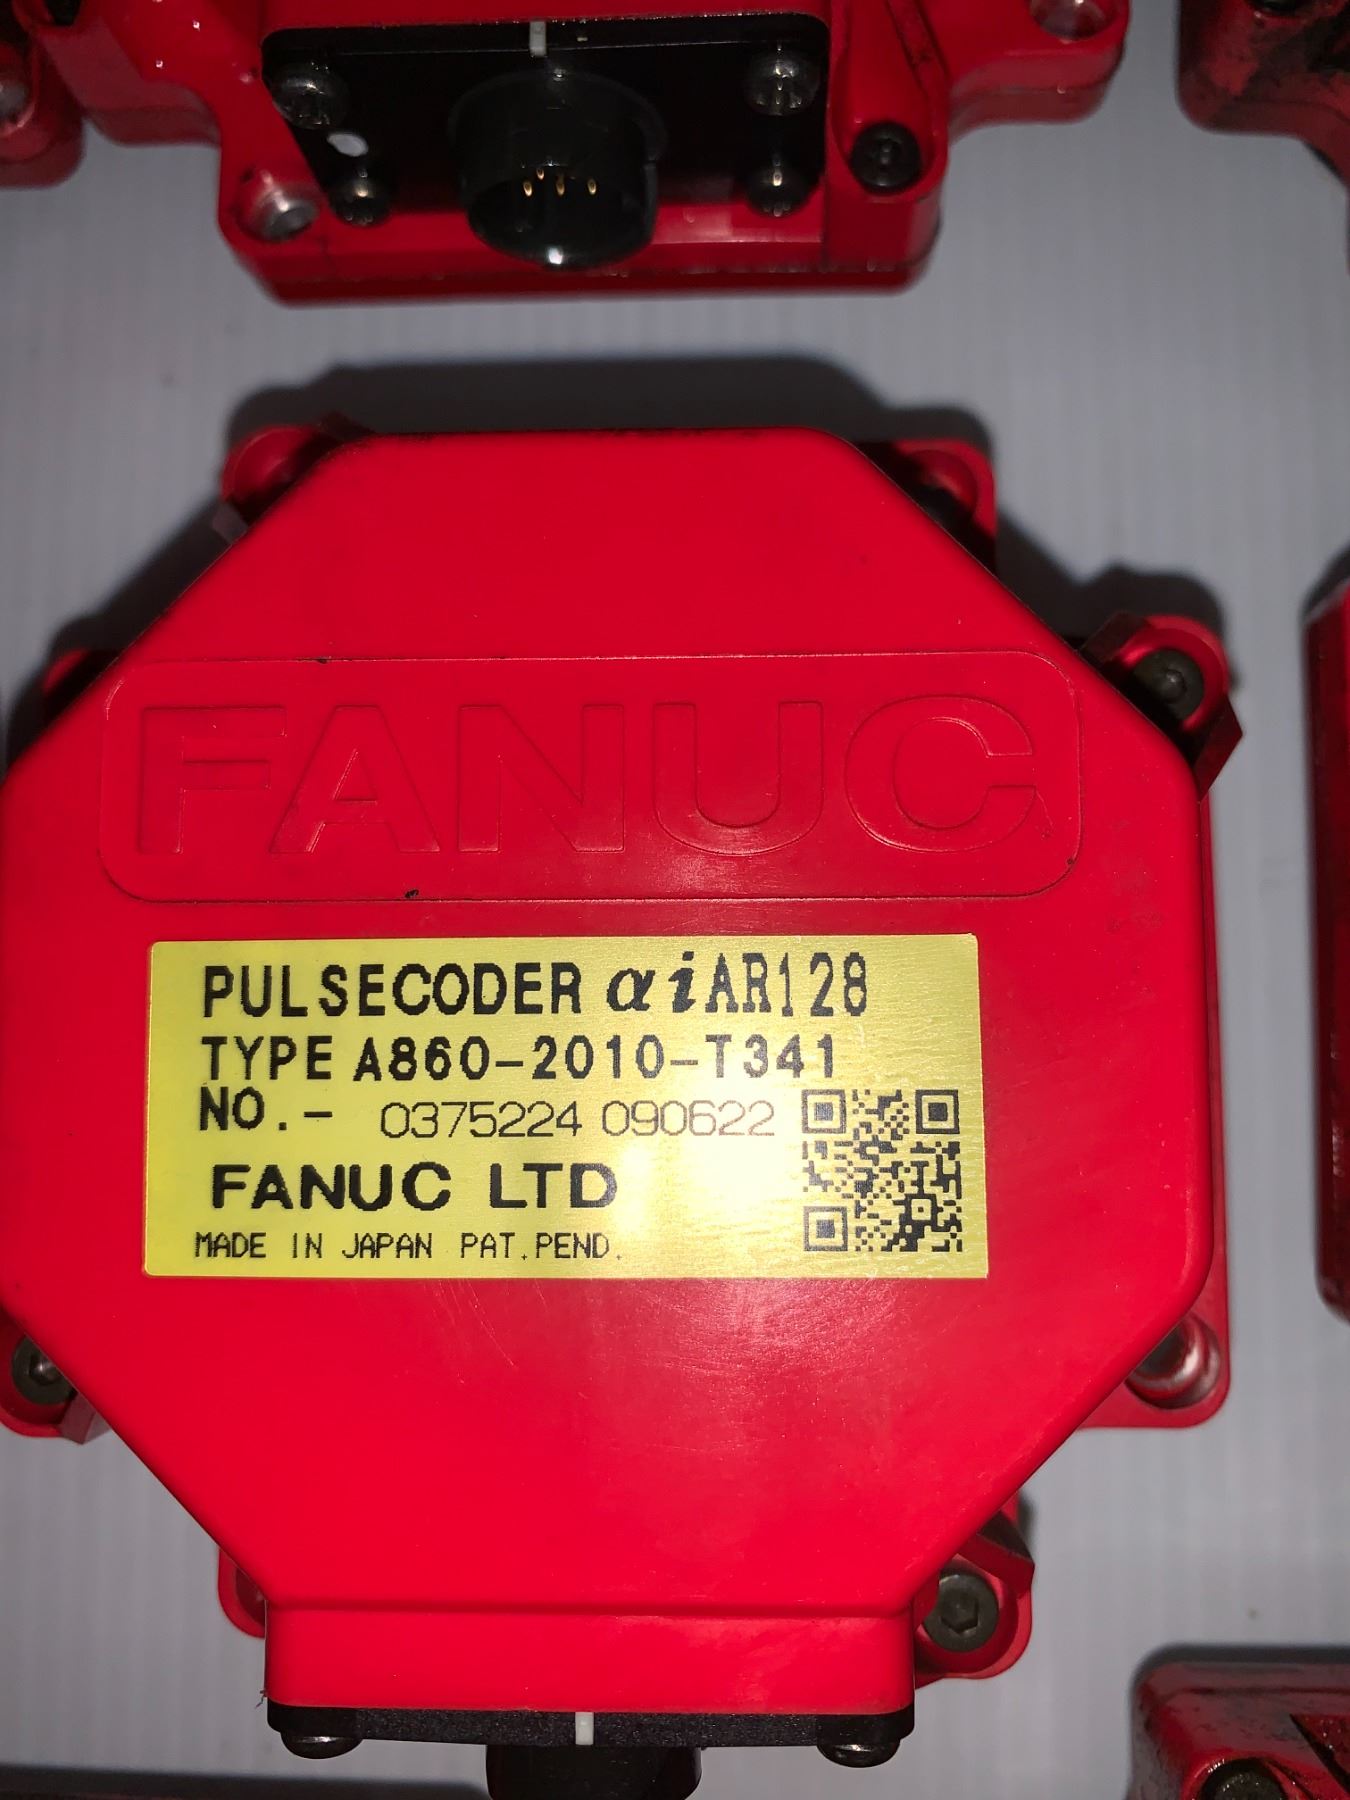 FANUC
PULSECODER αiAR128
TYPE A860-2010-T341
NO.- 0375224 090622
FANUC LTD
MADE IN JAPAN PAT.PEND.